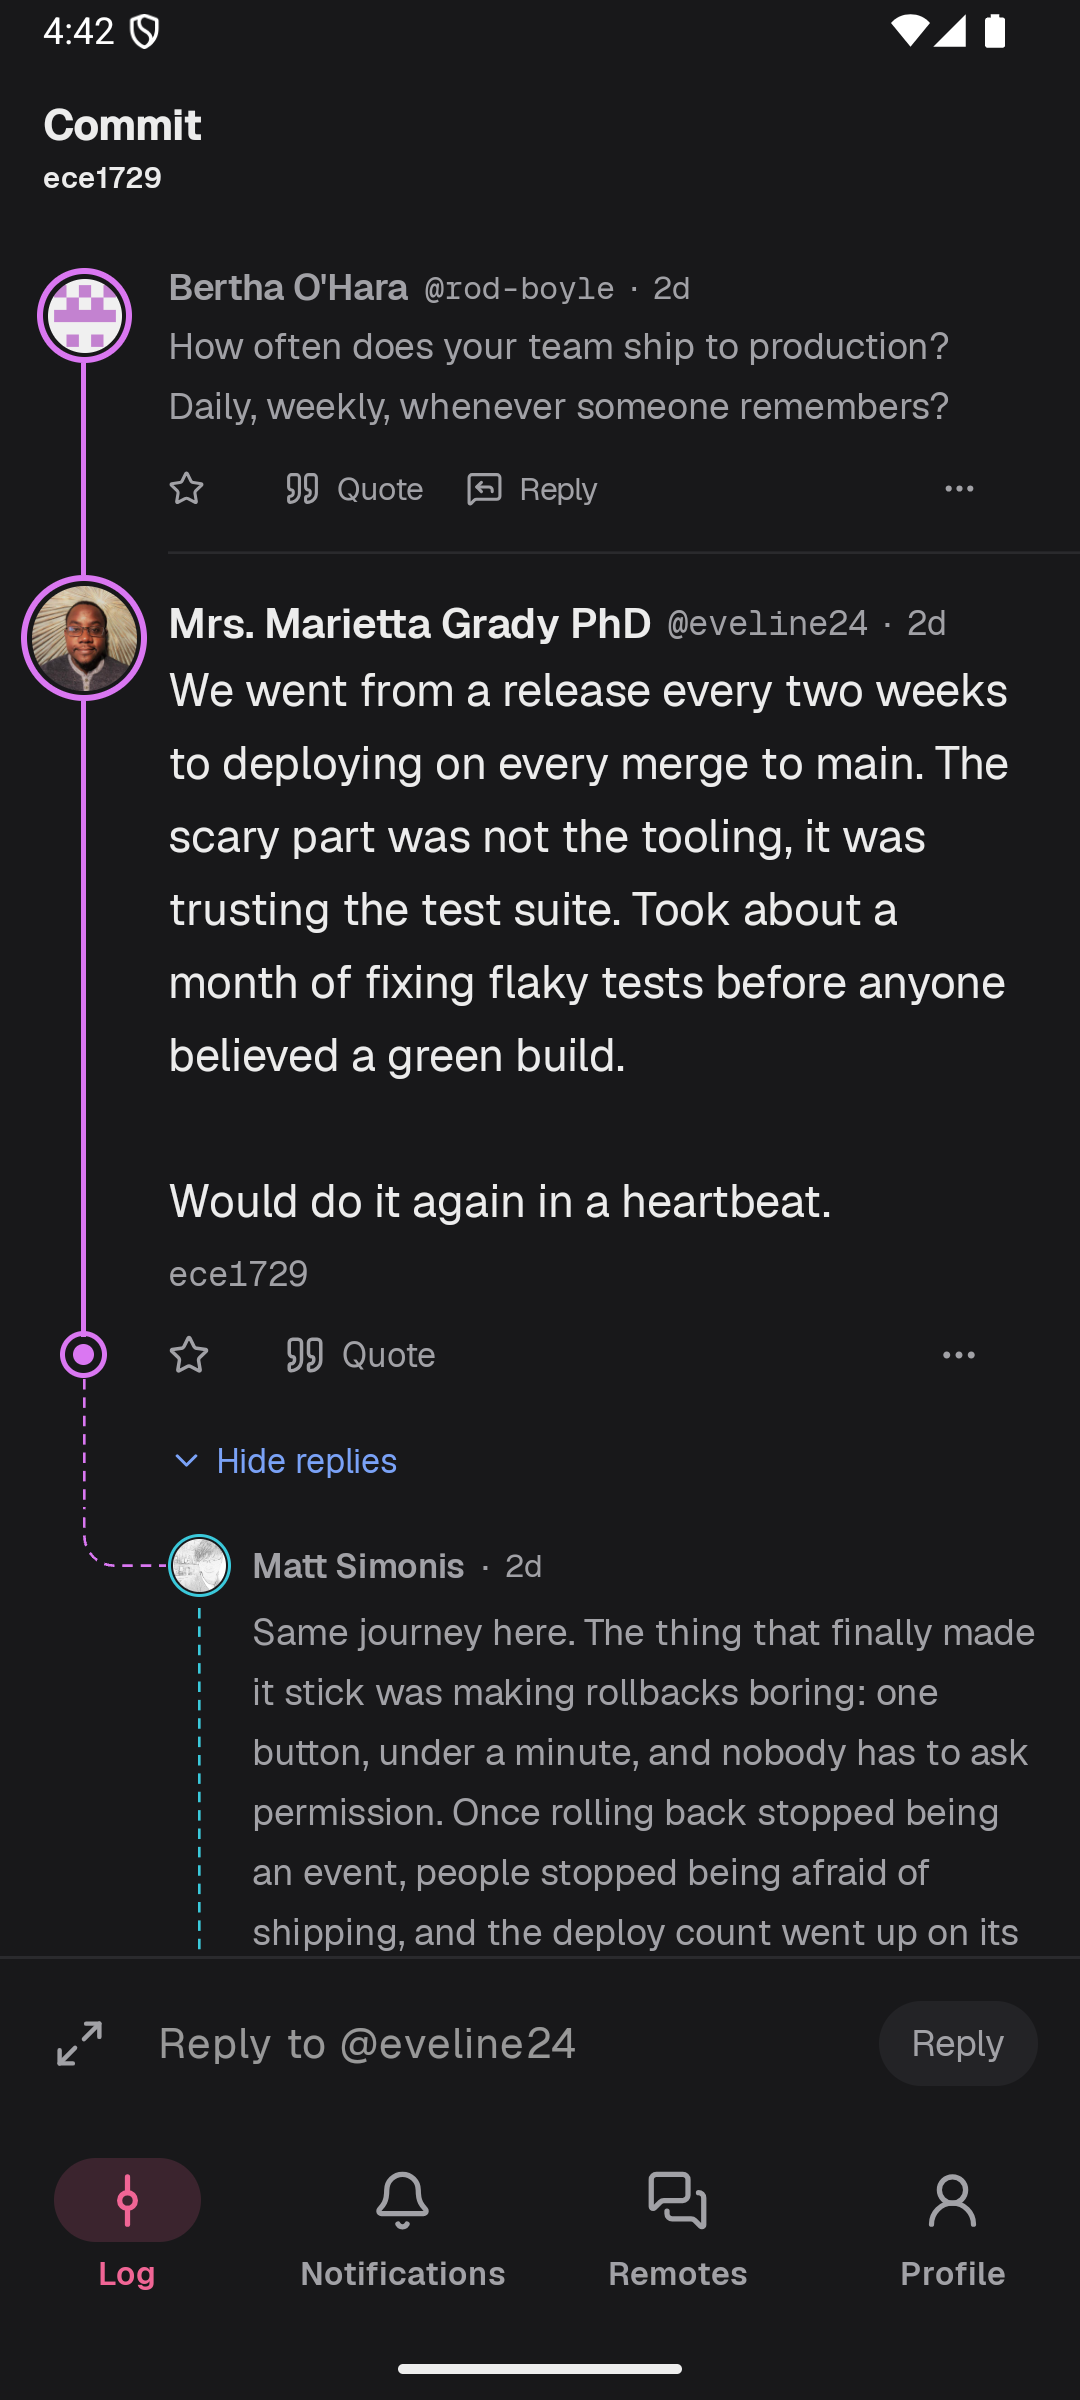 4:42
Commit
ece1729
Bertha O'Hara @rod-boyle · 2d
How often does your team ship to production?
Daily, weekly, whenever someone remembers?
Quote Reply
Mrs. Marietta Grady PhD @eveline24 · 2d
We went from a release every two weeks
to deploying on every merge to main. The
scary part was not the tooling, it was
trusting the test suite. Took about a
month of fixing flaky tests before anyone
believed a green build.
Would do it again in a heartbeat.
ece1729
Quote
Hide replies
Matt Simonis · 2d
Same journey here. The thing that finally made
it stick was making rollbacks boring: one
button, under a minute, and nobody has to ask
permission. Once rolling back stopped being
an event, people stopped being afraid of
shipping, and the deploy count went up on its
Reply to @eveline24 Reply
Log Notifications Remotes Profile